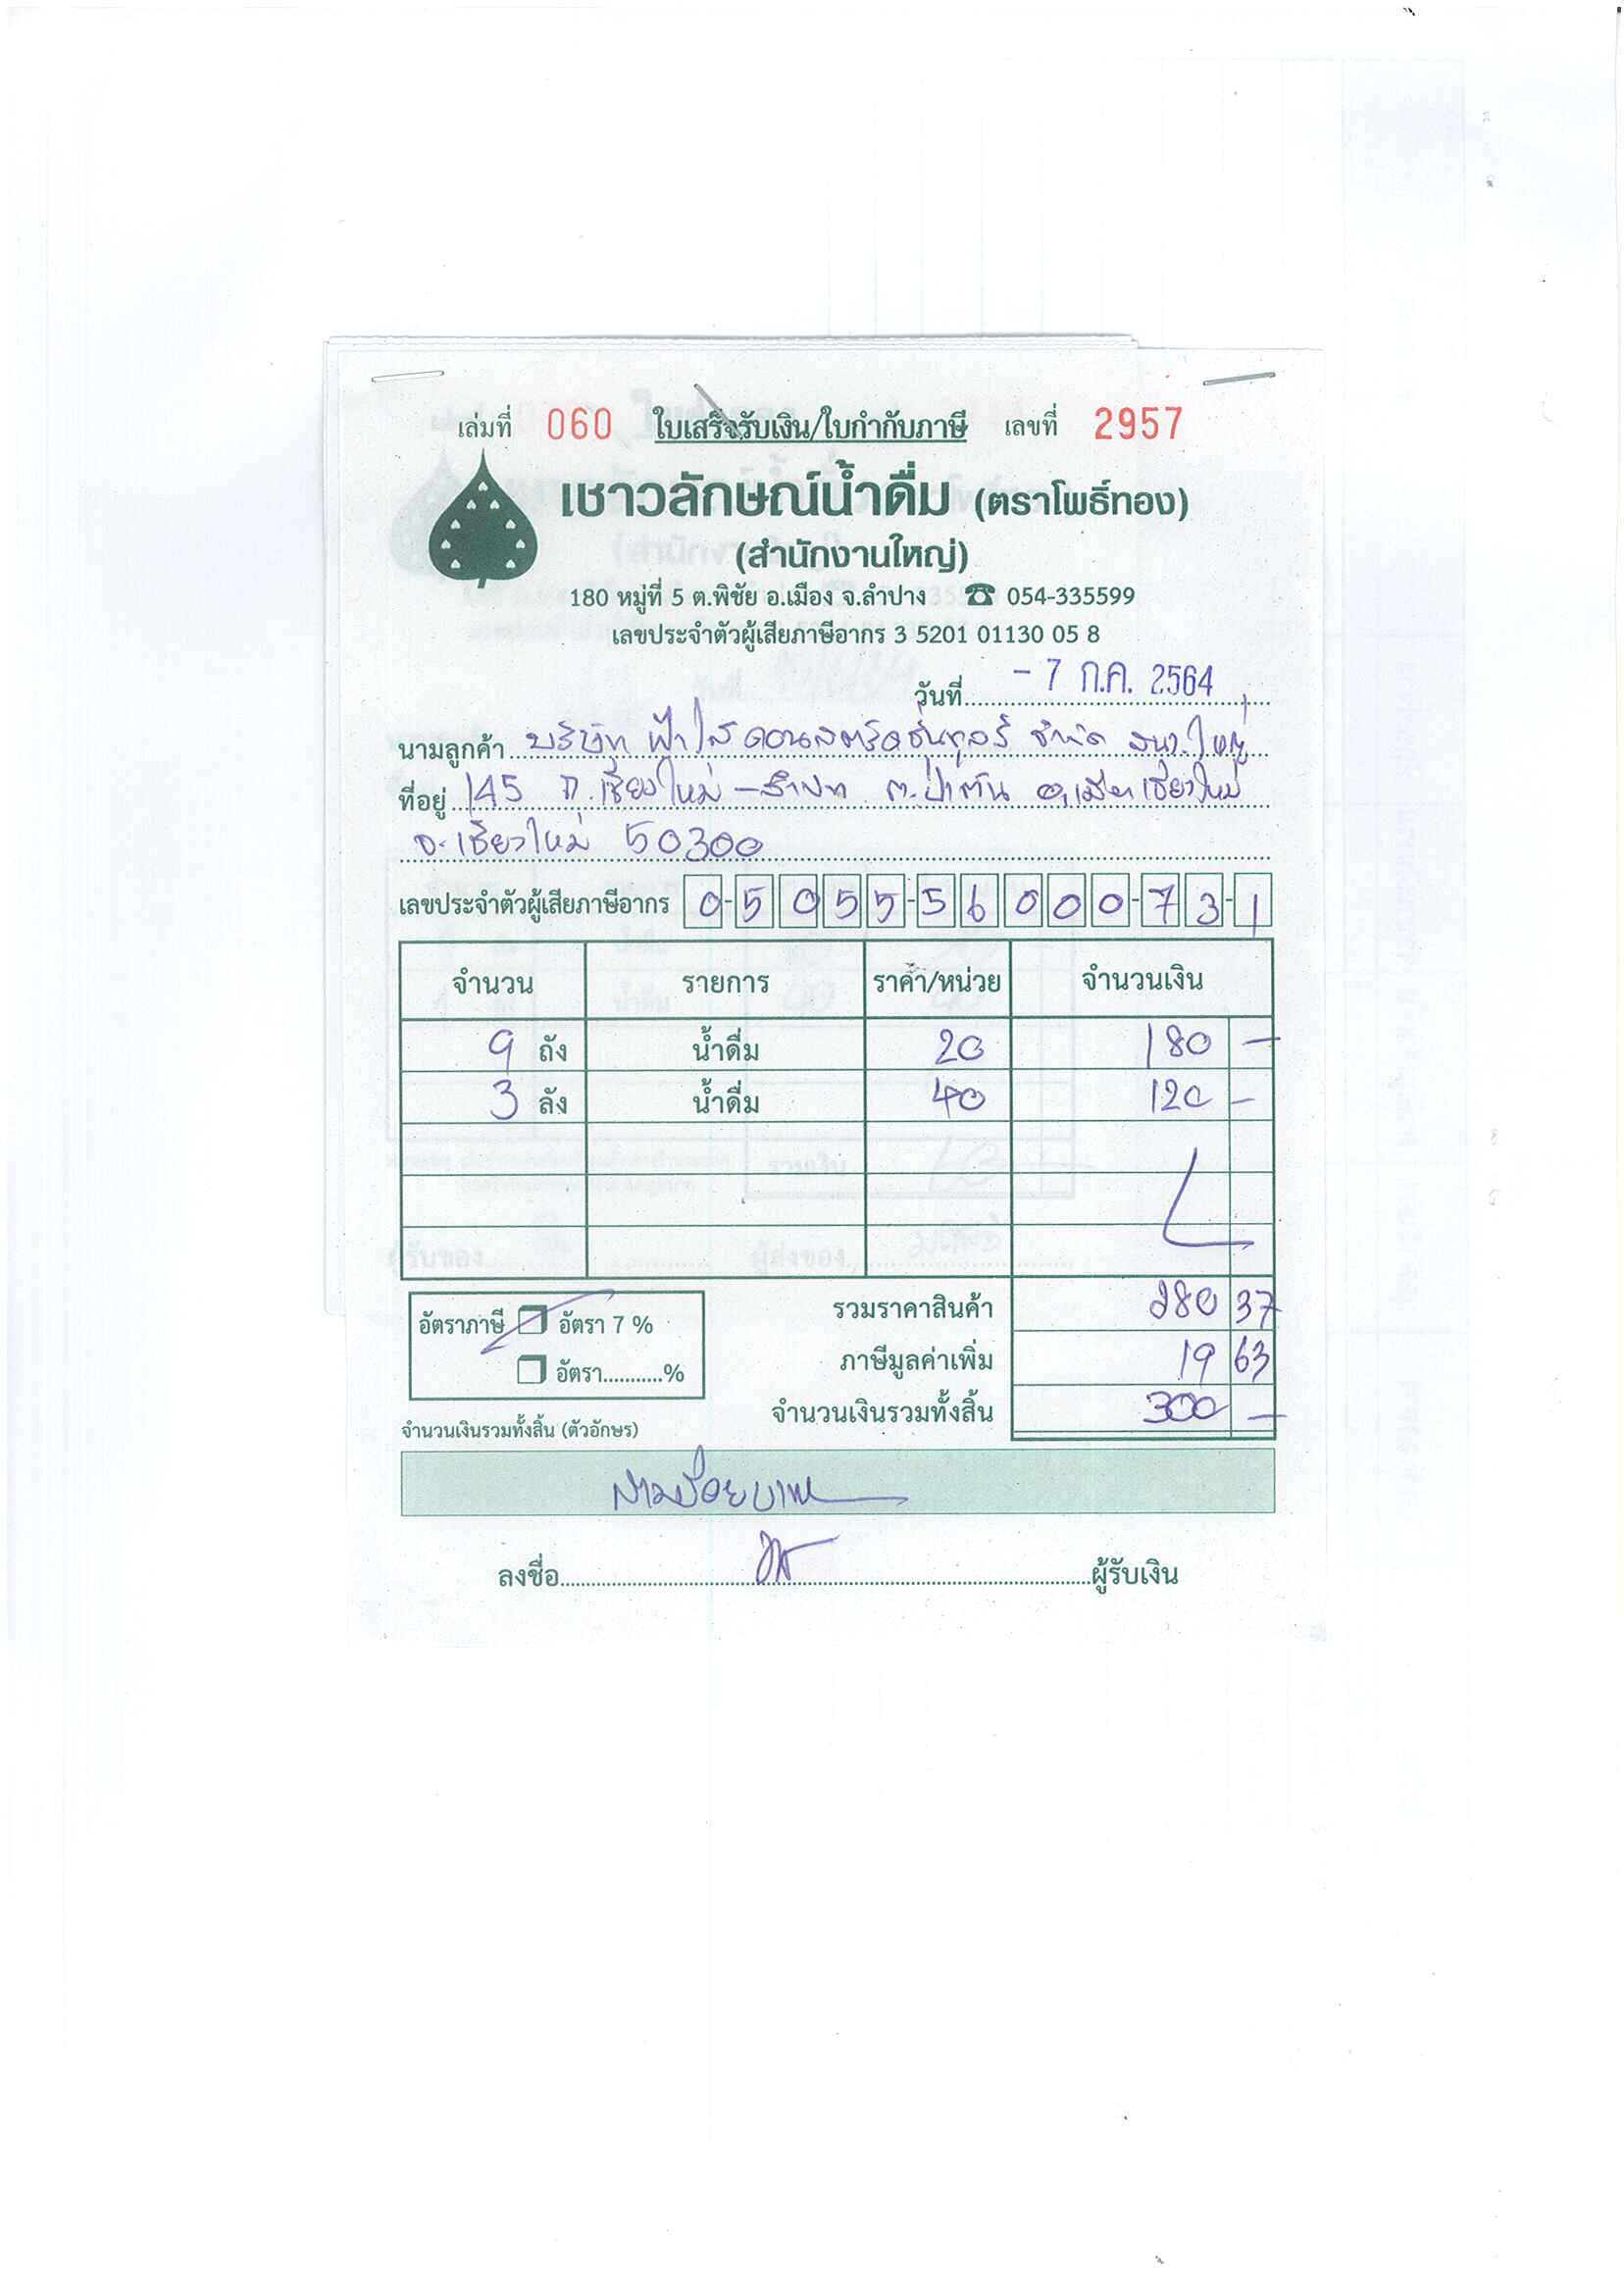 เล่มที่ 060 ใบเสร็จรับเงิน/ใบกำกับภาษี เลขที่ 2957
เชาวลักษณ์น้ำดื่ม (ตราโพธิ์ทอง)
(สำนักงานใหญ่)
180 หมู่ที่ 5 ต.พิชัย อ.เมือง จ.ลำปาง ☎ 054-335599
เลขประจำตัวผู้เสียภาษีอากร 3 5201 01130 05 8
วันที่ - 7 ก.ค. 2564
นามลูกค้า บริษัท ฟ้าใส จำกัด สนง.ใหญ่
ที่อยู่ 145 ถ.เชียงใหม่-ลำปาง ต.ป่าตัน อ.เมืองเชียงใหม่
จ.เชียงใหม่ 50300
เลขประจำตัวผู้เสียภาษีอากร 0-5055-56000-73-1
จำนวน รายการ ราคา/หน่วย จำนวนเงิน
9 ถัง น้ำดื่ม 20 180 -
3 ลัง น้ำดื่ม 40 120 -
รวมราคาสินค้า 280 37
อัตราภาษี อัตรา 7 %
ภาษีมูลค่าเพิ่ม 19 63
อัตรา...........%
จำนวนเงินรวมทั้งสิ้น 300 -
จำนวนเงินรวมทั้งสิ้น (ตัวอักษร)
สามร้อยบาท
ลงชื่อ ผู้รับเงิน